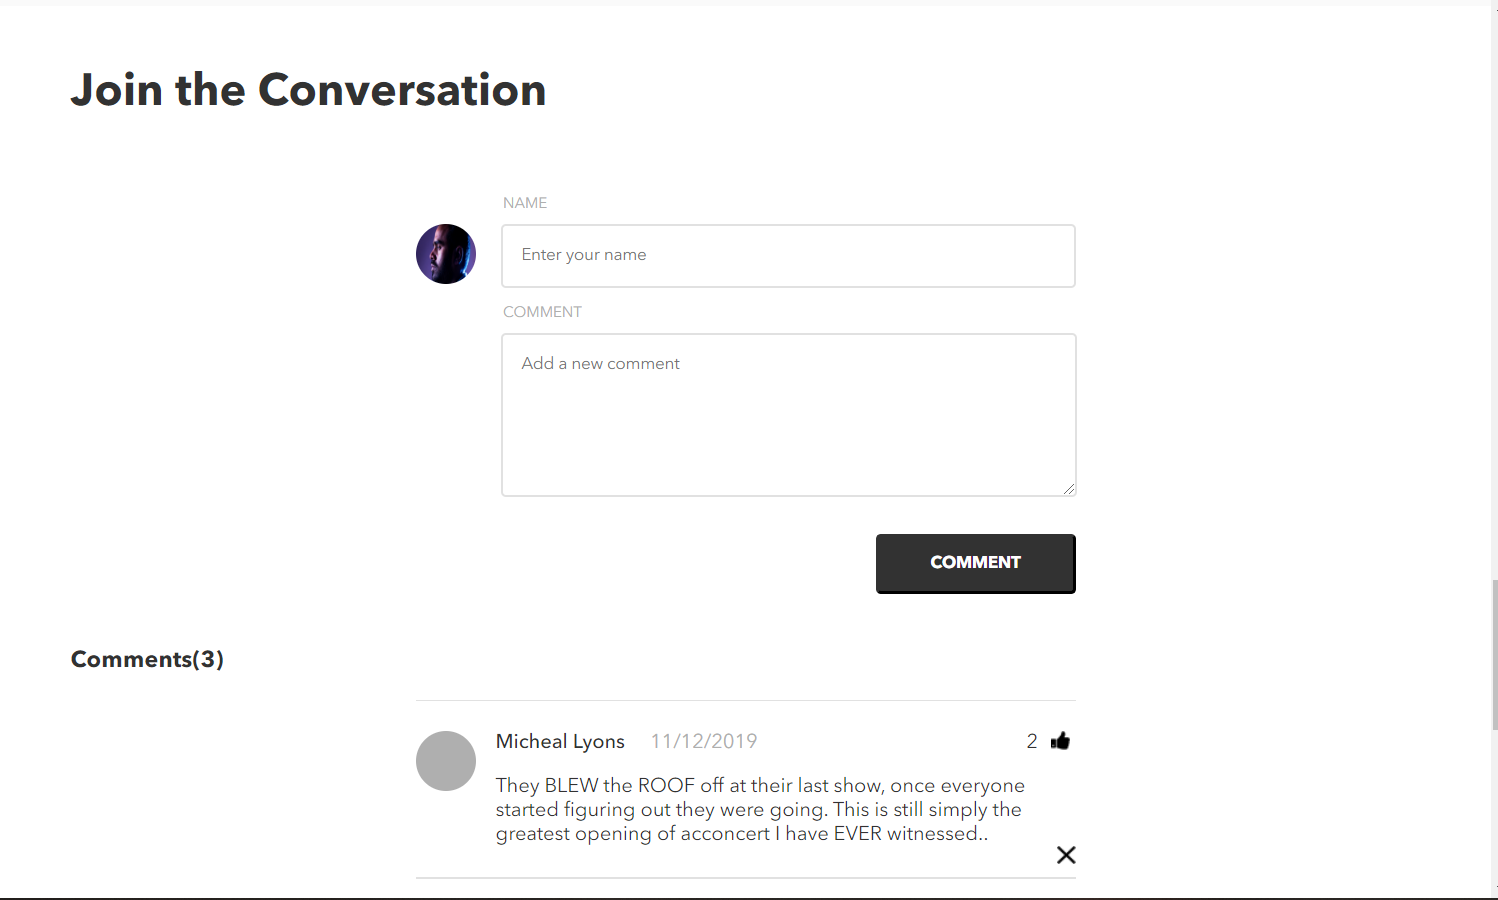 Join the Conversation
NAME
Enter your name
COMMENT
Add a new comment
COMMENT
Comments(3)
Micheal Lyons 11/12/2019 2
They BLEW the ROOF off at their last show, once everyone
started figuring out they were going. This is still simply the
greatest opening of acconcert I have EVER witnessed..